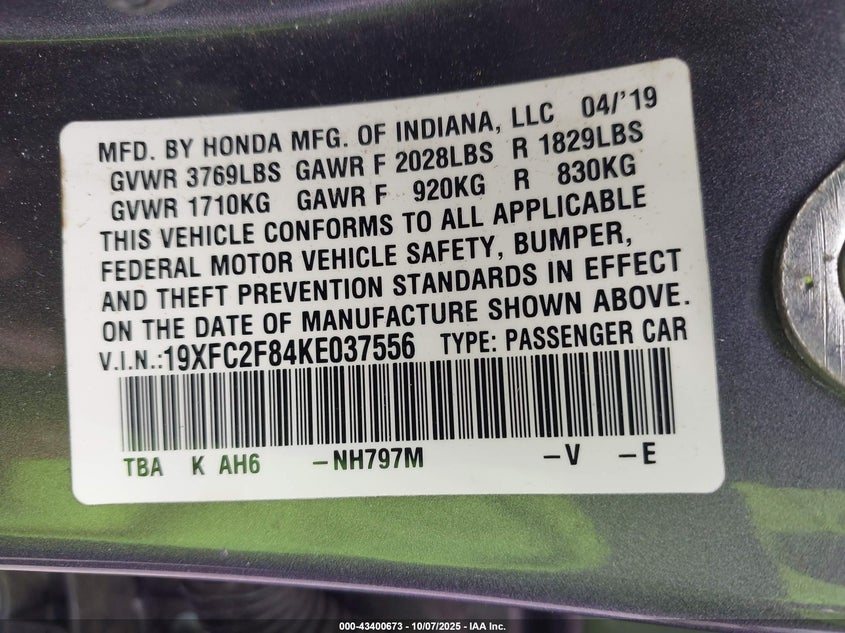 MFD. BY HONDA MFG. OF INDIANA, LLC 04/'19
GVWR 3769LBS GAWR F 2028LBS R 1829LBS
GVWR 1710KG GAWR F 920KG R 830KG
THIS VEHICLE CONFORMS TO ALL APPLICABLE
FEDERAL MOTOR VEHICLE SAFETY, BUMPER,
AND THEFT PREVENTION STANDARDS IN EFFECT
ON THE DATE OF MANUFACTURE SHOWN ABOVE.
V.I.N.:19XFC2F84KE037556 TYPE: PASSENGER CAR
TBA K AH6 -NH797M -V -E
000-43400673 - 10/07/2025 - IAA Inc.